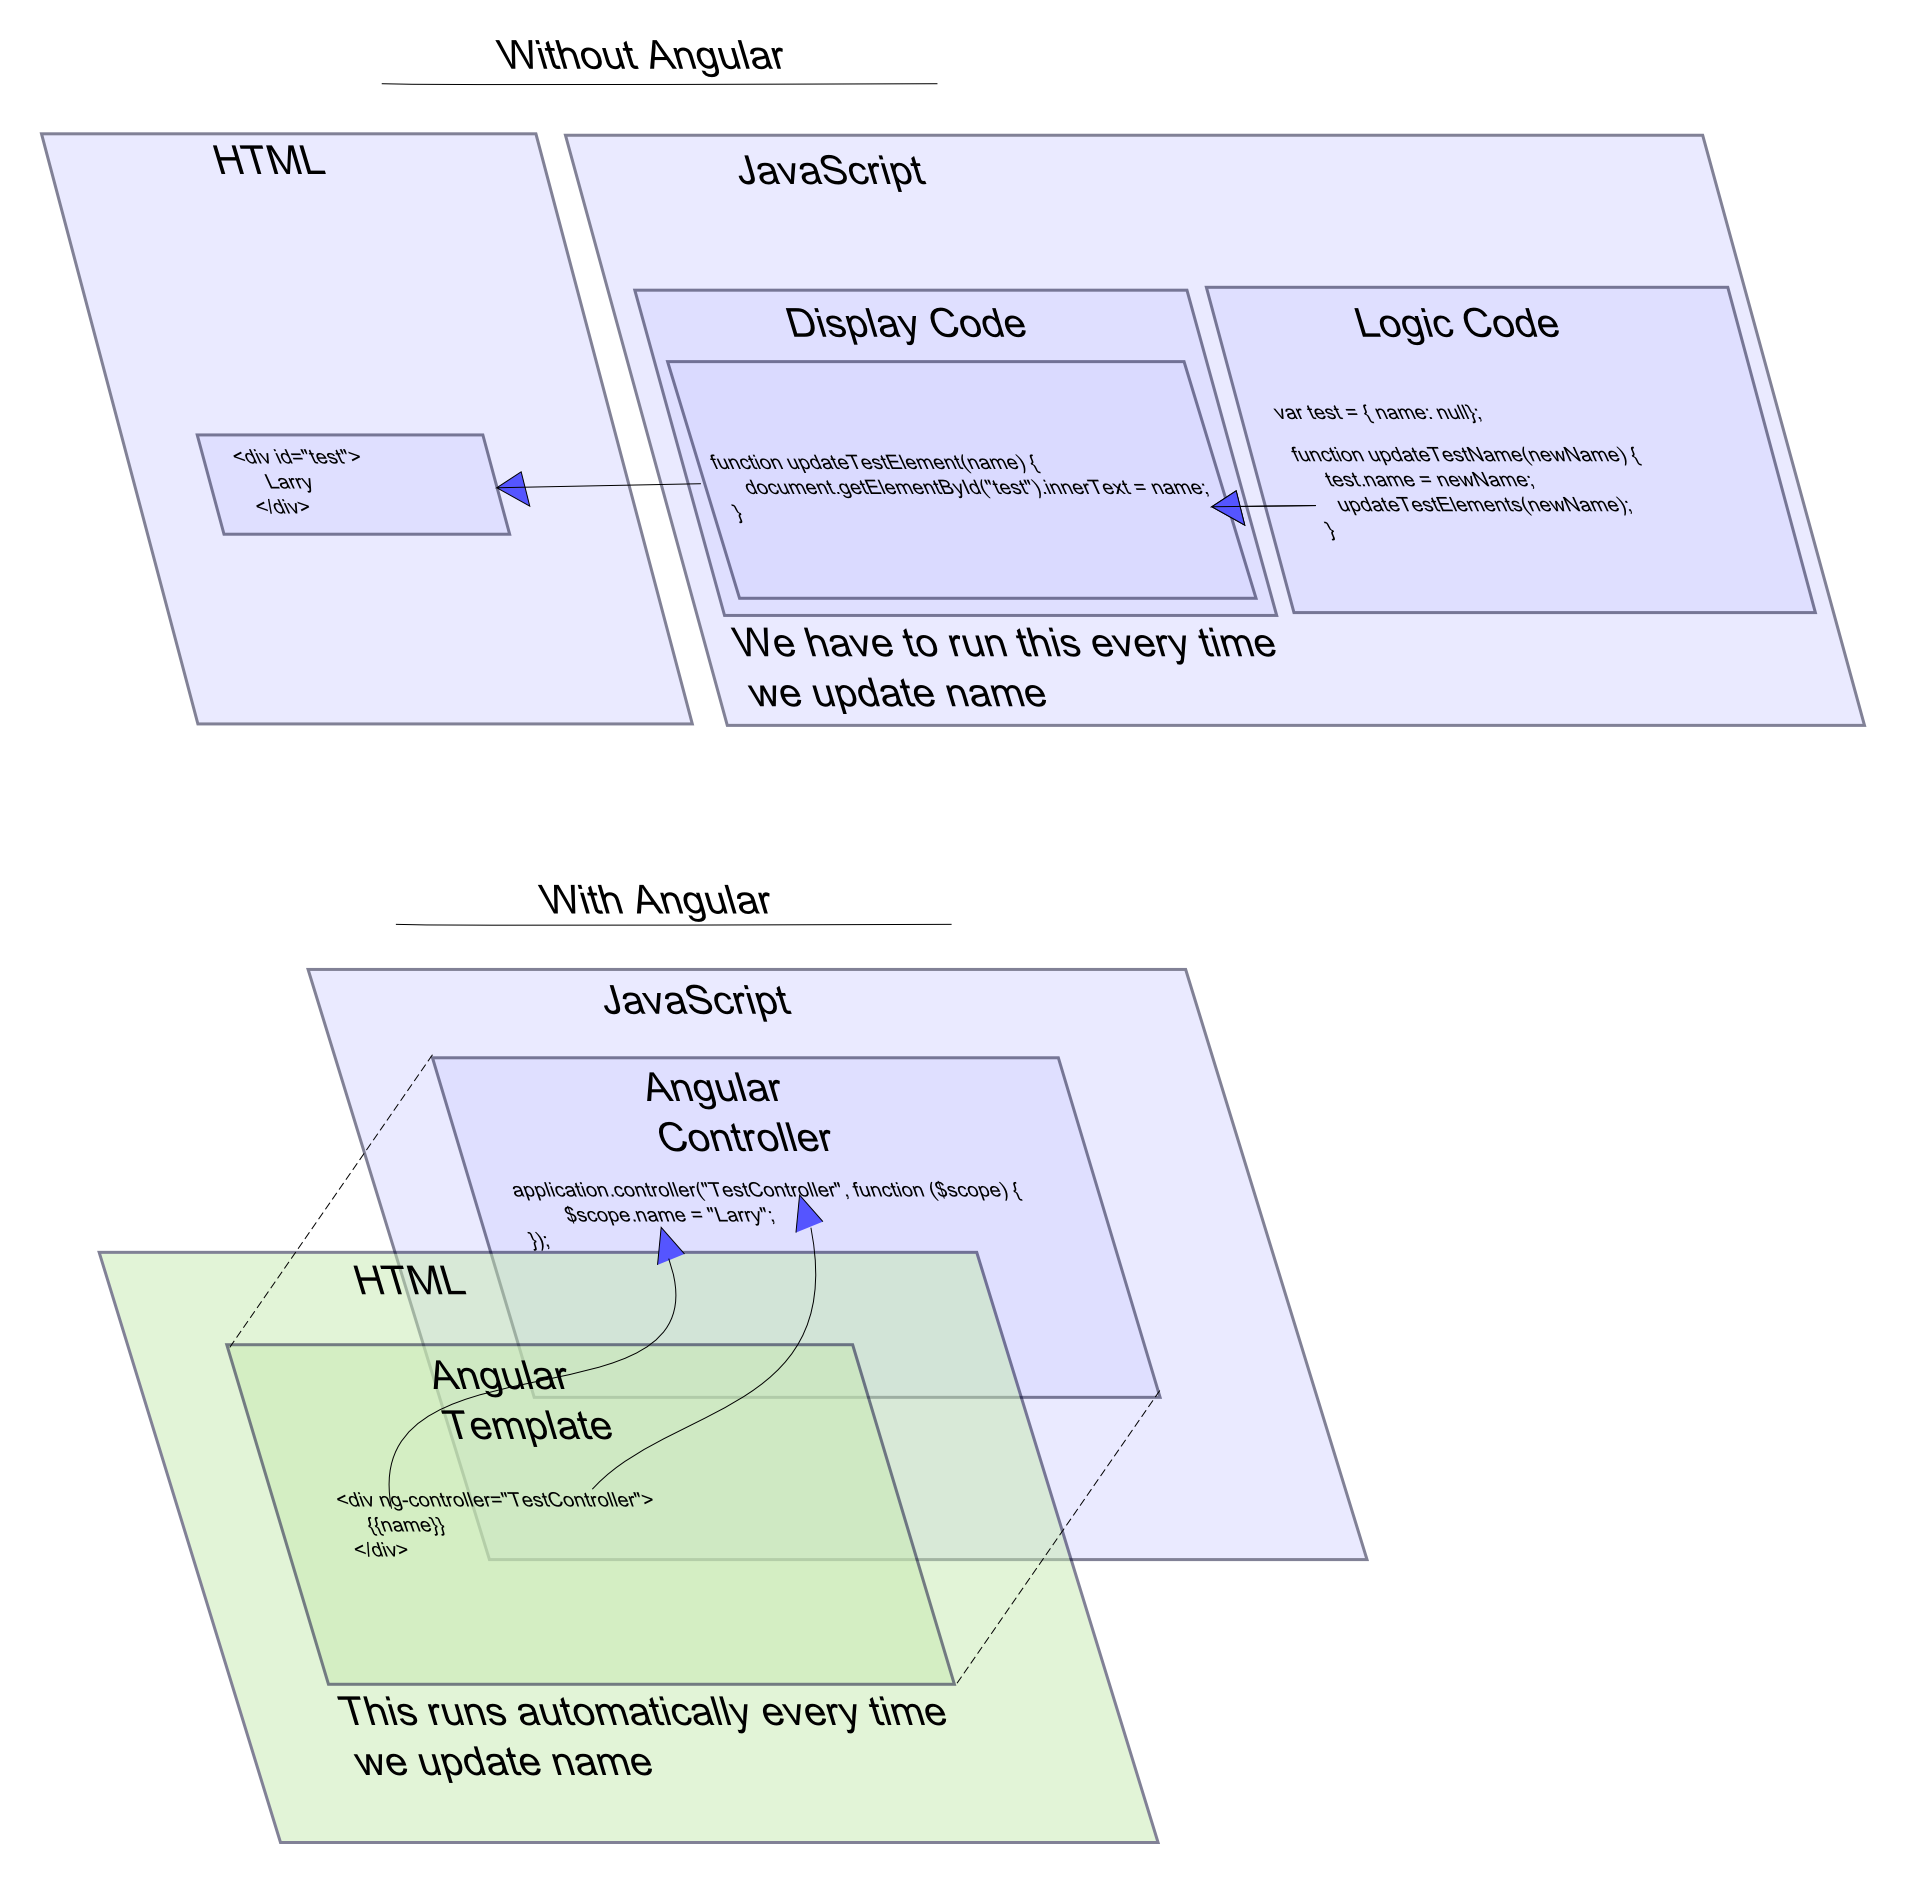 Without Angular
HTML
<div id="test">
Larry
</div>
JavaScript
Display Code
function updateTestElement(name) {
document.getElementById("test").innerText = name;
}
We have to run this every time
we update name
Logic Code
var test = { name: null};
function updateTestName(newName) {
test.name = newName;
updateTestElements(newName);
}
With Angular
JavaScript
Angular
Controller
application.controller("TestController", function ($scope) {
$scope.name = "Larry";
});
HTML
Angular
Template
<div ng-controller="TestController">
{{name}}
</div>
This runs automatically every time
we update name